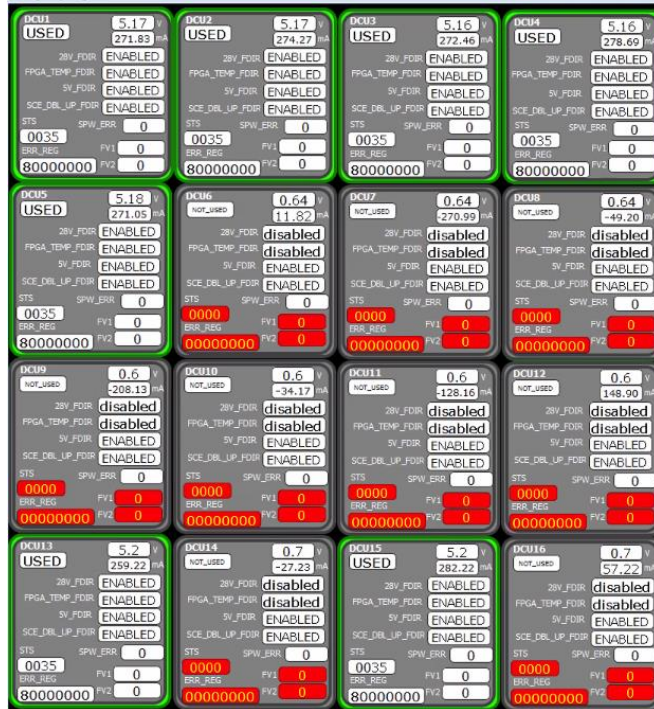 DCU1 5.17 V
USED 271.83 mA
28V_FDIR ENABLED
FPGA_TEMP_FDIR ENABLED
5V_FDIR ENABLED
SCE_DBL_UP_FDIR ENABLED
STS SPW_ERR 0
0035
ERR_REG FV1 0
80000000 FV2 0
DCU2 5.17 V
USED 274.27 mA
28V_FDIR ENABLED
FPGA_TEMP_FDIR ENABLED
5V_FDIR ENABLED
SCE_DBL_UP_FDIR ENABLED
STS SPW_ERR 0
0035
ERR_REG FV1 0
80000000 FV2 0
DCU3 5.16 V
USED 272.46 mA
28V_FDIR ENABLED
FPGA_TEMP_FDIR ENABLED
5V_FDIR ENABLED
SCE_DBL_UP_FDIR ENABLED
STS SPW_ERR 0
0035
ERR_REG FV1 0
80000000 FV2 0
DCU4 5.16 V
USED 278.69 mA
28V_FDIR ENABLED
FPGA_TEMP_FDIR ENABLED
5V_FDIR ENABLED
SCE_DBL_UP_FDIR ENABLED
STS SPW_ERR 0
0035
ERR_REG FV1 0
80000000 FV2 0
DCU5 5.18 V
USED 271.05 mA
28V_FDIR ENABLED
FPGA_TEMP_FDIR ENABLED
5V_FDIR ENABLED
SCE_DBL_UP_FDIR ENABLED
STS SPW_ERR 0
0035
ERR_REG FV1 0
80000000 FV2 0
DCU6 0.64 V
NOT_USED 11.82 mA
28V_FDIR disabled
FPGA_TEMP_FDIR disabled
5V_FDIR ENABLED
SCE_DBL_UP_FDIR ENABLED
STS SPW_ERR 0
0000
ERR_REG FV1 0
00000000 FV2 0
DCU7 0.64 V
NOT_USED -270.99 mA
28V_FDIR disabled
FPGA_TEMP_FDIR disabled
5V_FDIR ENABLED
SCE_DBL_UP_FDIR ENABLED
STS SPW_ERR 0
0000
ERR_REG FV1 0
00000000 FV2 0
DCU8 0.64 V
NOT_USED -49.20 mA
28V_FDIR disabled
FPGA_TEMP_FDIR disabled
5V_FDIR ENABLED
SCE_DBL_UP_FDIR ENABLED
STS SPW_ERR 0
0000
ERR_REG FV1 0
00000000 FV2 0
DCU9 0.6 V
NOT_USED -208.13 mA
28V_FDIR disabled
FPGA_TEMP_FDIR disabled
5V_FDIR ENABLED
SCE_DBL_UP_FDIR ENABLED
STS SPW_ERR 0
0000
ERR_REG FV1 0
00000000 FV2 0
DCU10 0.6 V
NOT_USED -34.17 mA
28V_FDIR disabled
FPGA_TEMP_FDIR disabled
5V_FDIR ENABLED
SCE_DBL_UP_FDIR ENABLED
STS SPW_ERR 0
0000
ERR_REG FV1 0
00000000 FV2 0
DCU11 0.6 V
NOT_USED -128.16 mA
28V_FDIR disabled
FPGA_TEMP_FDIR disabled
5V_FDIR ENABLED
SCE_DBL_UP_FDIR ENABLED
STS SPW_ERR 0
0000
ERR_REG FV1 0
00000000 FV2 0
DCU12 0.6 V
NOT_USED 148.90 mA
28V_FDIR disabled
FPGA_TEMP_FDIR disabled
5V_FDIR ENABLED
SCE_DBL_UP_FDIR ENABLED
STS SPW_ERR 0
0000
ERR_REG FV1 0
00000000 FV2 0
DCU13 5.2 V
USED 259.22 mA
28V_FDIR ENABLED
FPGA_TEMP_FDIR ENABLED
5V_FDIR ENABLED
SCE_DBL_UP_FDIR ENABLED
STS SPW_ERR 0
0035
ERR_REG FV1 0
80000000 FV2 0
DCU14 0.7 V
NOT_USED -27.23 mA
28V_FDIR disabled
FPGA_TEMP_FDIR disabled
5V_FDIR ENABLED
SCE_DBL_UP_FDIR ENABLED
STS SPW_ERR 0
0000
ERR_REG FV1 0
00000000 FV2 0
DCU15 5.2 V
USED 282.22 mA
28V_FDIR ENABLED
FPGA_TEMP_FDIR ENABLED
5V_FDIR ENABLED
SCE_DBL_UP_FDIR ENABLED
STS SPW_ERR 0
0035
ERR_REG FV1 0
80000000 FV2 0
DCU16 0.7 V
NOT_USED 57.22 mA
28V_FDIR disabled
FPGA_TEMP_FDIR disabled
5V_FDIR ENABLED
SCE_DBL_UP_FDIR ENABLED
STS SPW_ERR 0
0000
ERR_REG FV1 0
00000000 FV2 0